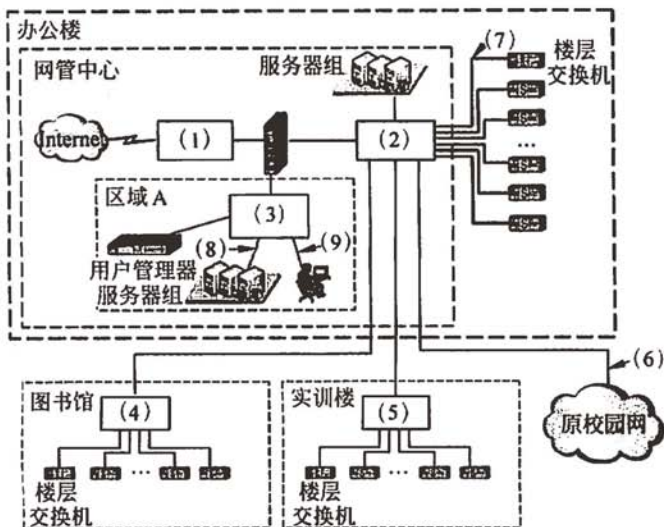 办公楼
网管中心
服务器组
(7)
楼层
交换机
Internet
(1)
(2)
…
区域 A
(3)
(8)
(9)
用户管理器
服务器组
(6)
原校园网
图书馆
(4)
…
楼层
交换机
实训楼
(5)
…
楼层
交换机